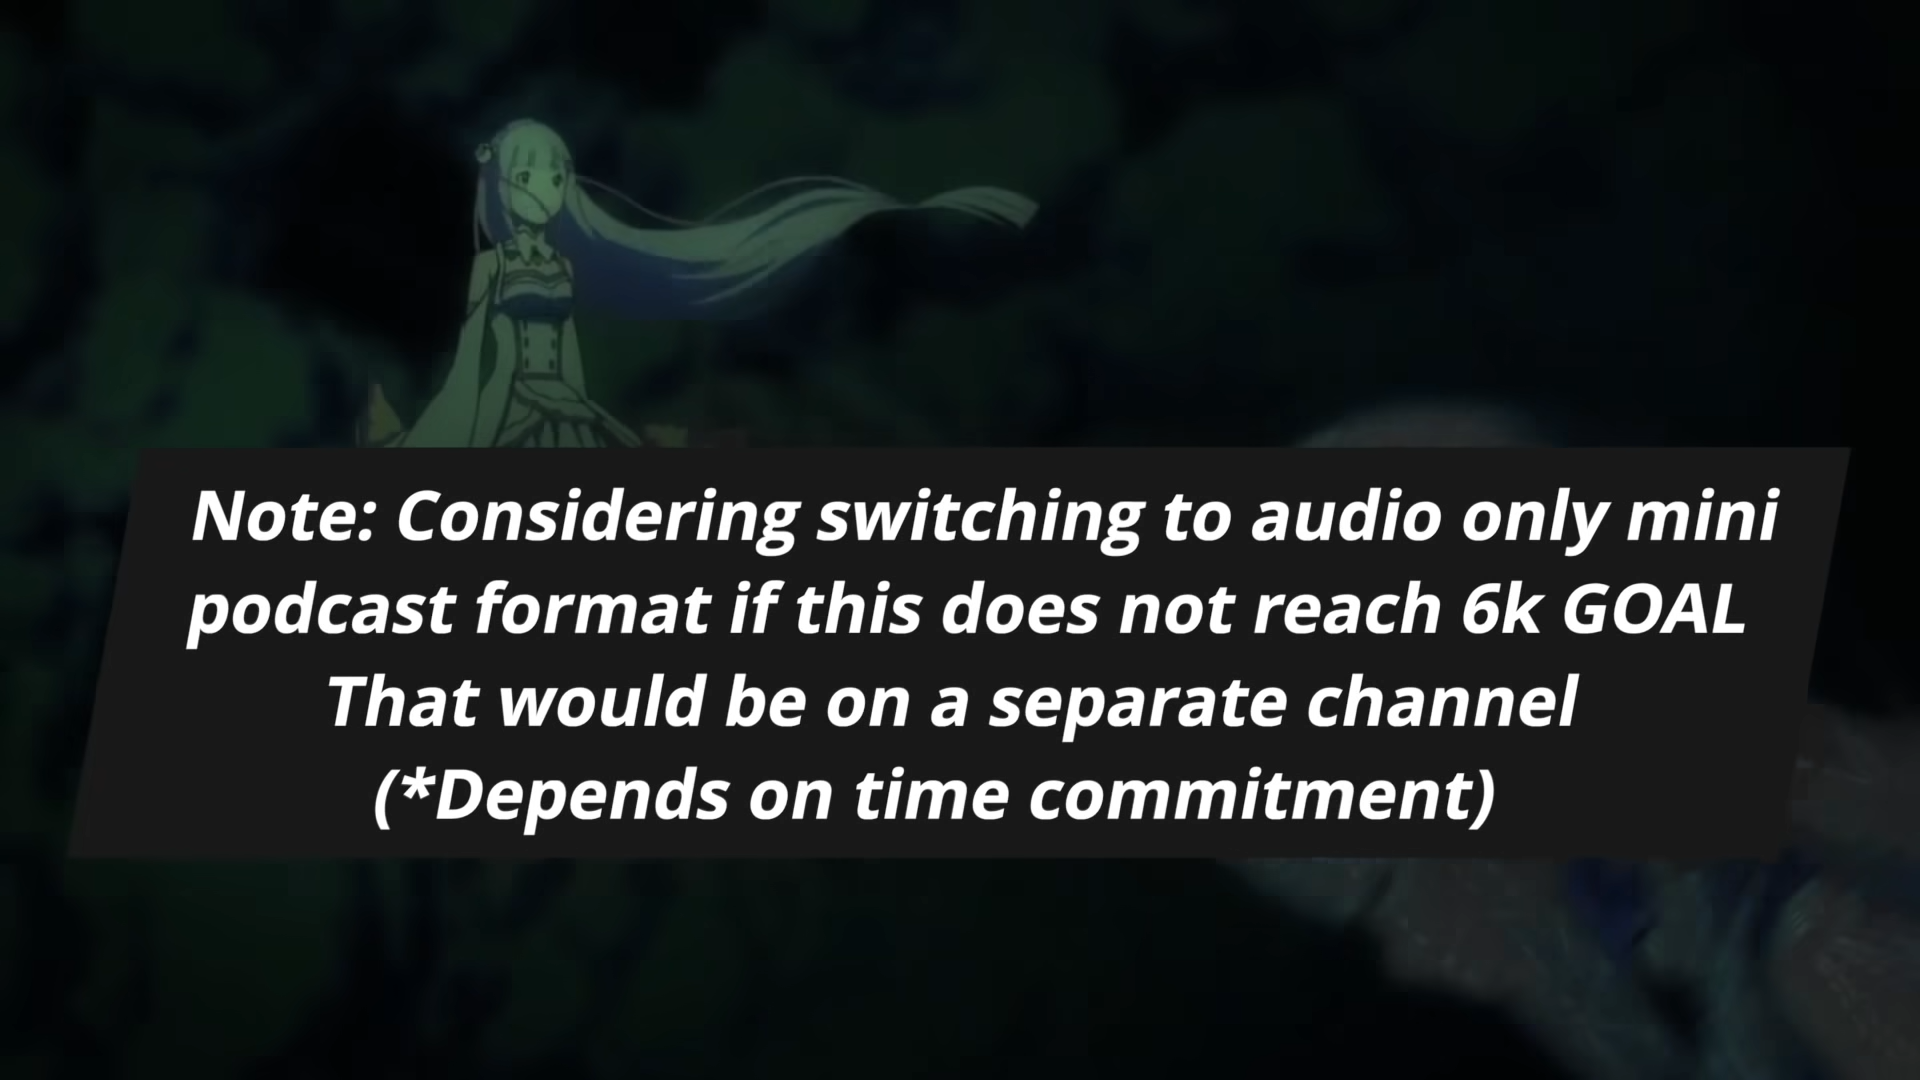 Note: Considering switching to audio only mini
podcast format if this does not reach 6k GOAL
That would be on a separate channel
(*Depends on time commitment)